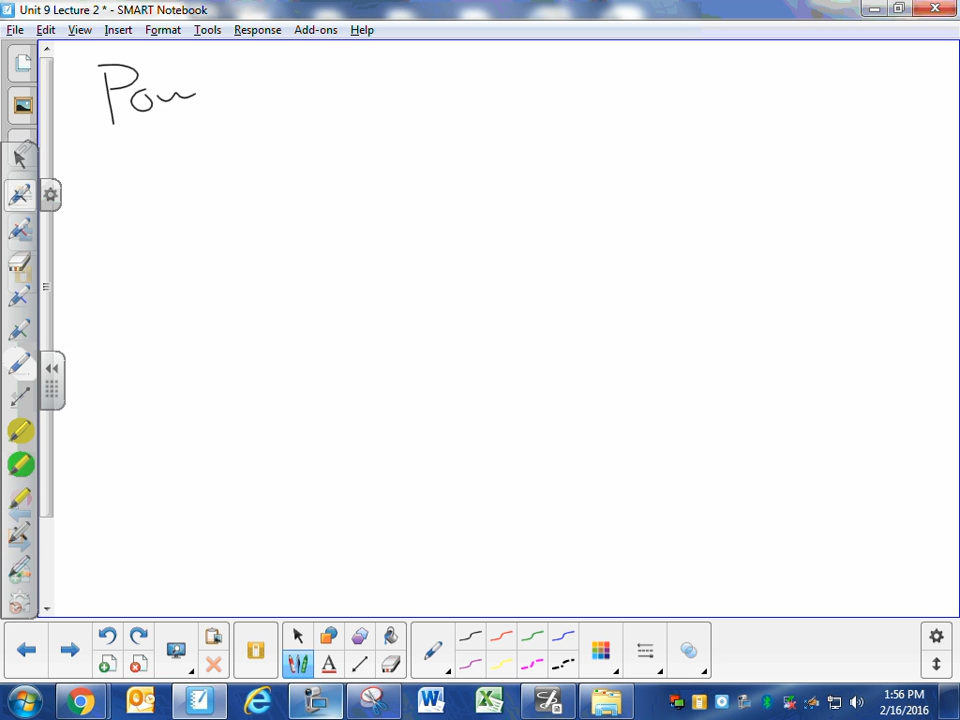 Unit 9 Lecture 2 * - SMART Notebook
File Edit View Insert Format Tools Response Add-ons Help
Pow
1:56 PM
2/16/2016